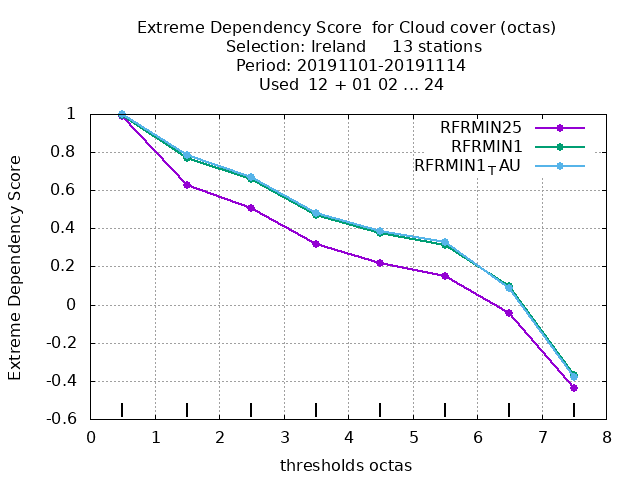 Extreme Dependency Score  for Cloud cover (octas)
Selection: Ireland     13 stations
Period: 20191101-20191114
Used  12 + 01 02 ... 24
RFRMIN25
RFRMIN1
RFRMIN1TAU
Extreme Dependency Score
1
0.8
0.6
0.4
0.2
0
-0.2
-0.4
-0.6
0 1 2 3 4 5 6 7 8
thresholds octas